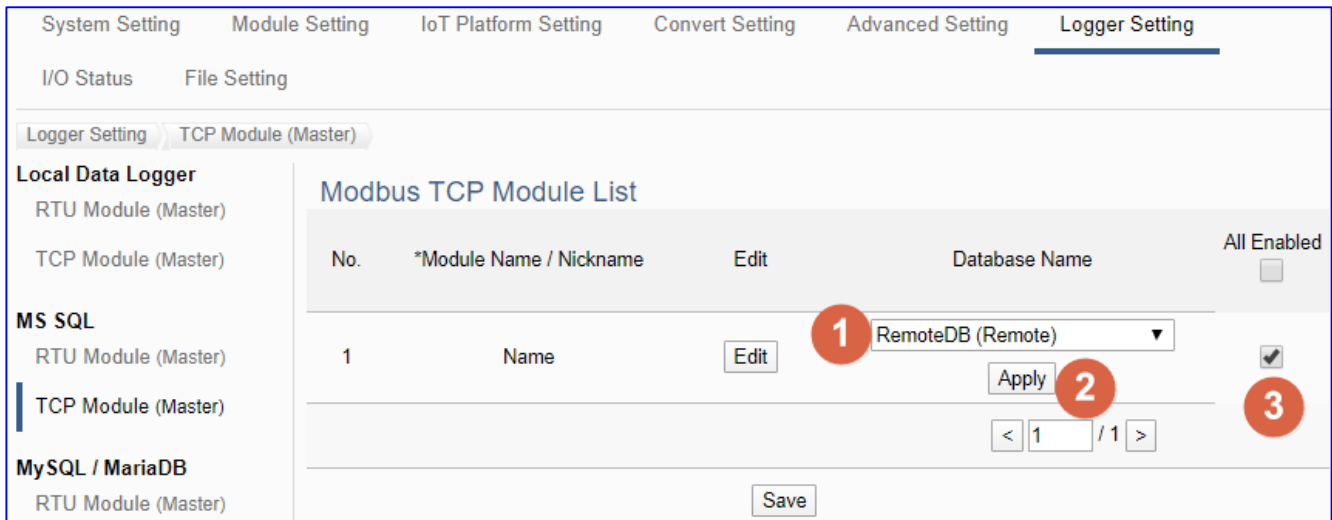 System Setting Module Setting IoT Platform Setting Convert Setting Advanced Setting Logger Setting
I/O Status File Setting
Logger Setting TCP Module (Master)
Local Data Logger
RTU Module (Master)
TCP Module (Master)
MS SQL
RTU Module (Master)
TCP Module (Master)
MySQL / MariaDB
RTU Module (Master)
Modbus TCP Module List
No. *Module Name / Nickname Edit Database Name All Enabled
1 Name Edit 1 RemoteDB (Remote) ▼
Apply 2 3
< 1 / 1 >
Save